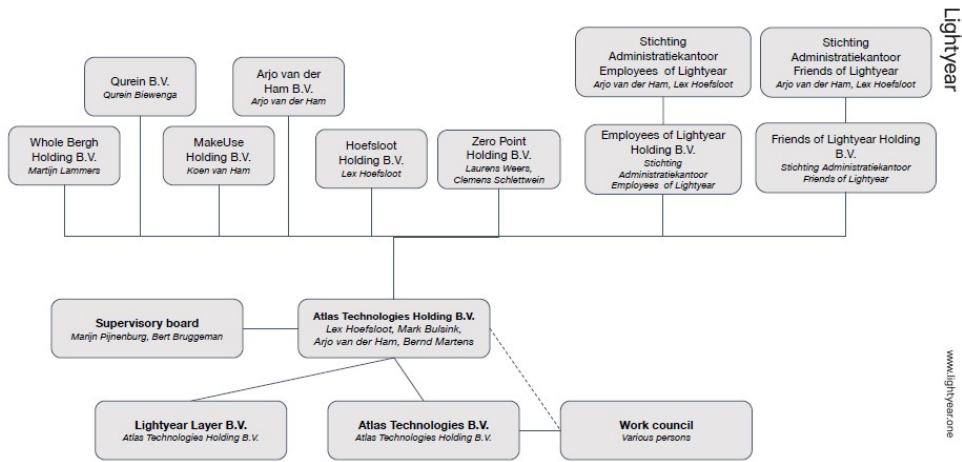 Lightyear
Stichting
Administratiekantoor
Employees of Lightyear
Arjo van der Ham, Lex Hoefsloot
Stichting
Administratiekantoor
Friends of Lightyear
Arjo van der Ham, Lex Hoefsloot
Qurein B.V.
Qurein Biewenga
Arjo van der
Ham B.V.
Arjo van der Ham
Whole Bergh
Holding B.V.
Martijn Lammers
MakeUse
Holding B.V.
Koen van Ham
Hoefsloot
Holding B.V.
Lex Hoefsloot
Zero Point
Holding B.V.
Laurens Weers,
Clemens Schlettwein
Employees of Lightyear
Holding B.V.
Stichting
Administratiekantoor
Employees of Lightyear
Friends of Lightyear Holding
B.V.
Stichting Administratiekantoor
Friends of Lightyear
Supervisory board
Marijn Pijnenburg, Bert Bruggeman
Atlas Technologies Holding B.V.
Lex Hoefsloot, Mark Bulsink,
Arjo van der Ham, Bernd Martens
Lightyear Layer B.V.
Atlas Technologies Holding B.V.
Atlas Technologies B.V.
Atlas Technologies Holding B.V.
Work council
Various persons
www.lightyear.one